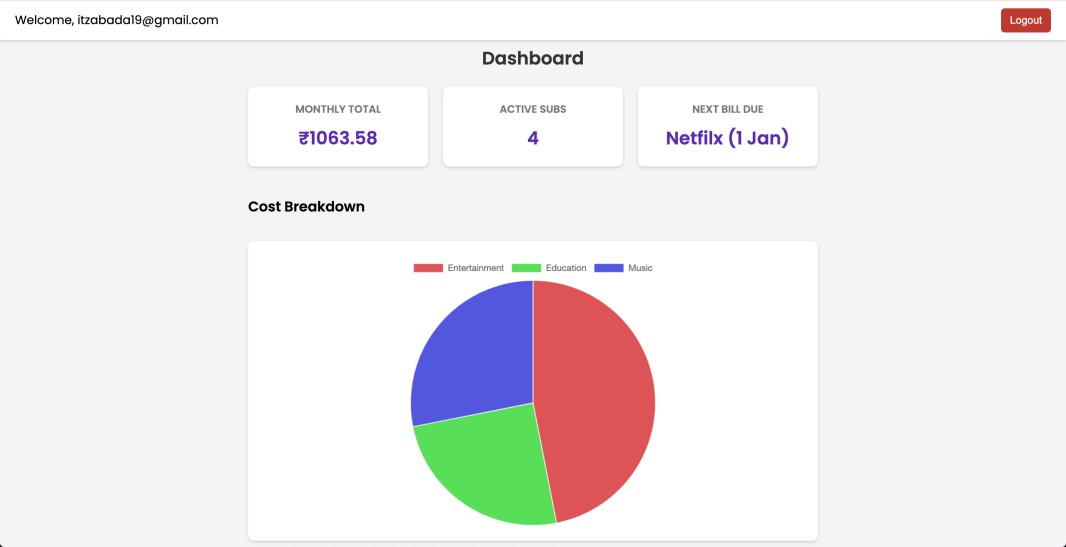 Welcome, itzabada19@gmail.com
Logout
Dashboard
MONTHLY TOTAL
₹1063.58
ACTIVE SUBS
4
NEXT BILL DUE
Netfilx (1 Jan)
Cost Breakdown
Entertainment Education Music